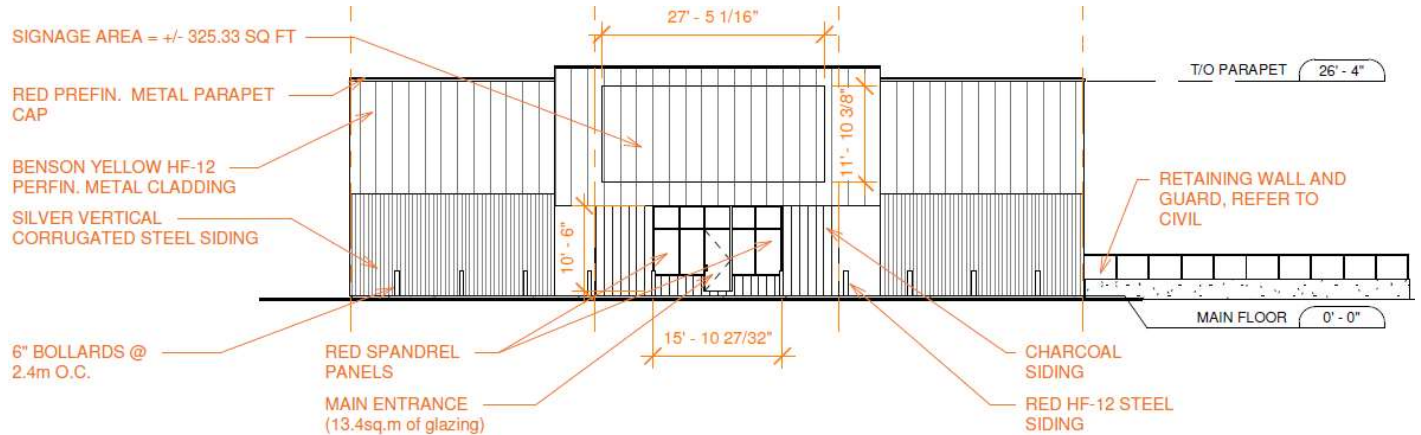 27' - 5 1/16"
SIGNAGE AREA = +/- 325.33 SQ FT
T/O PARAPET 26' - 4"
RED PREFIN. METAL PARAPET
CAP
11' - 10 3/8"
BENSON YELLOW HF-12
PERFIN. METAL CLADDING
RETAINING WALL AND
GUARD, REFER TO
CIVIL
SILVER VERTICAL
CORRUGATED STEEL SIDING
10' - 6"
MAIN FLOOR 0' - 0"
6" BOLLARDS @
2.4m O.C.
RED SPANDREL
PANELS
15' - 10 27/32"
CHARCOAL
SIDING
MAIN ENTRANCE
(13.4sq.m of glazing)
RED HF-12 STEEL
SIDING